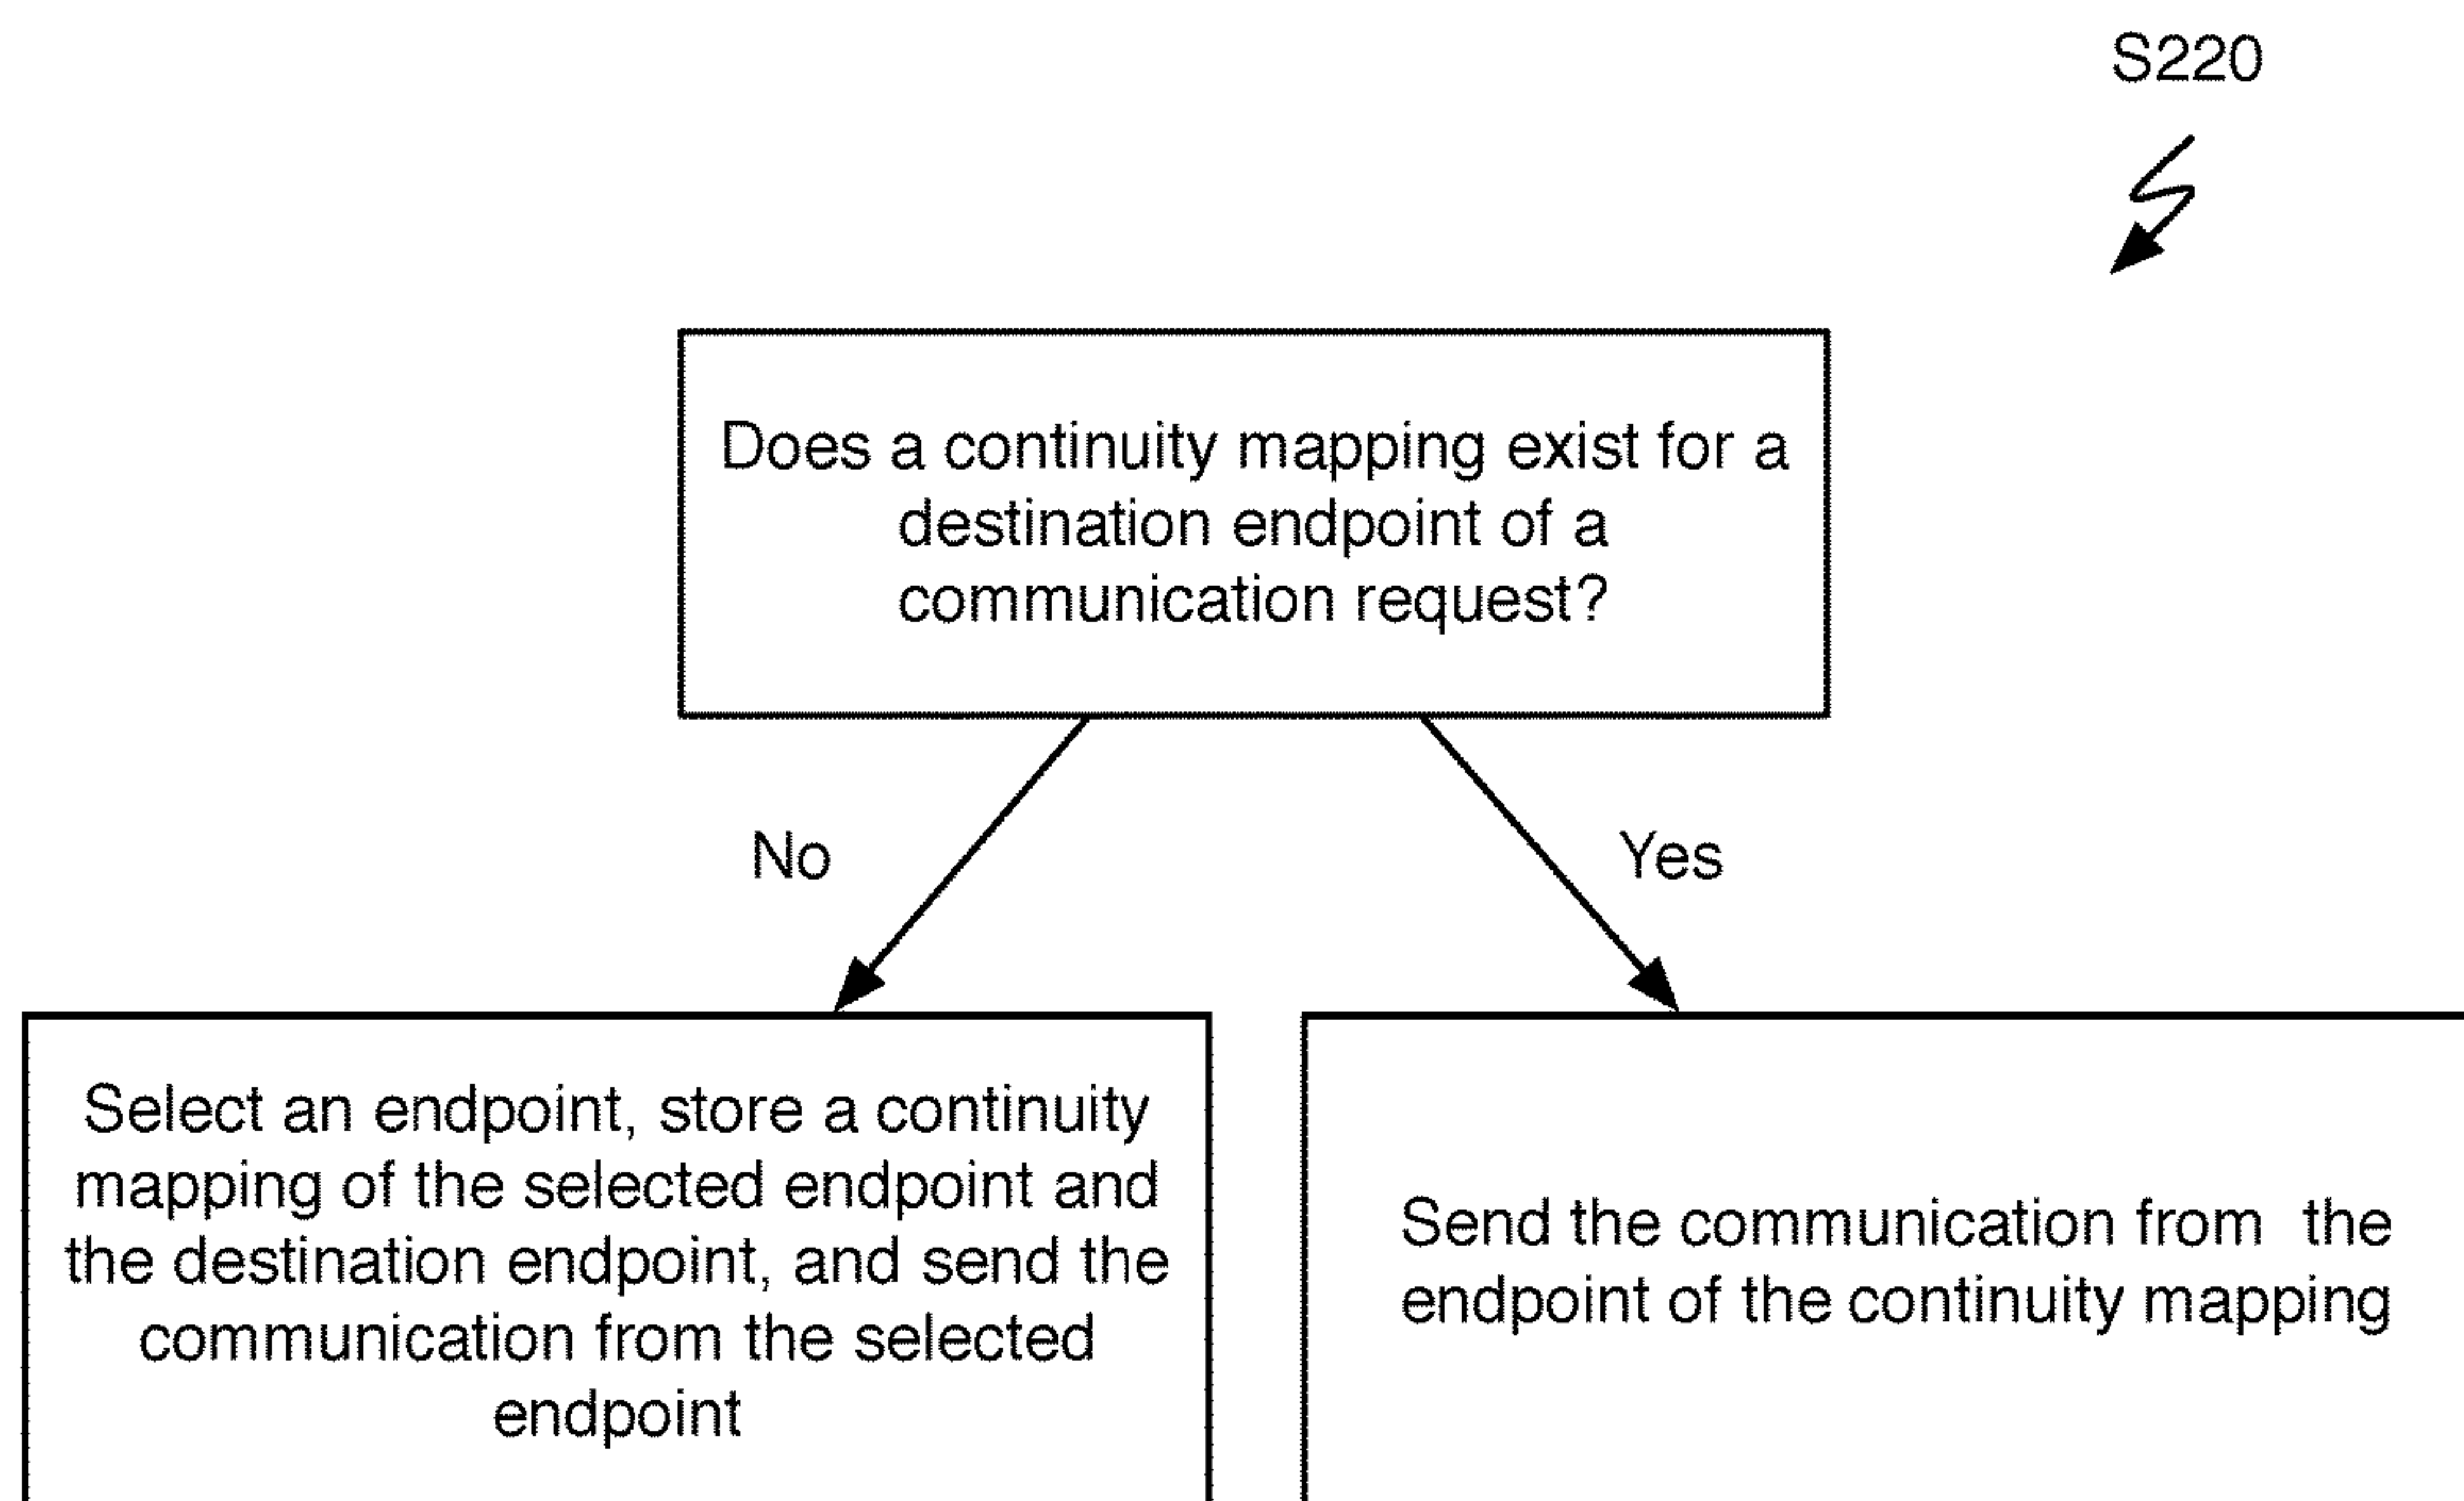 S220
Does a continuity mapping exist for a
destination endpoint of a
communication request?
No
Yes
Select an endpoint, store a continuity
mapping of the selected endpoint and
the destination endpoint, and send the
communication from the selected
endpoint
Send the communication from the
endpoint of the continuity mapping